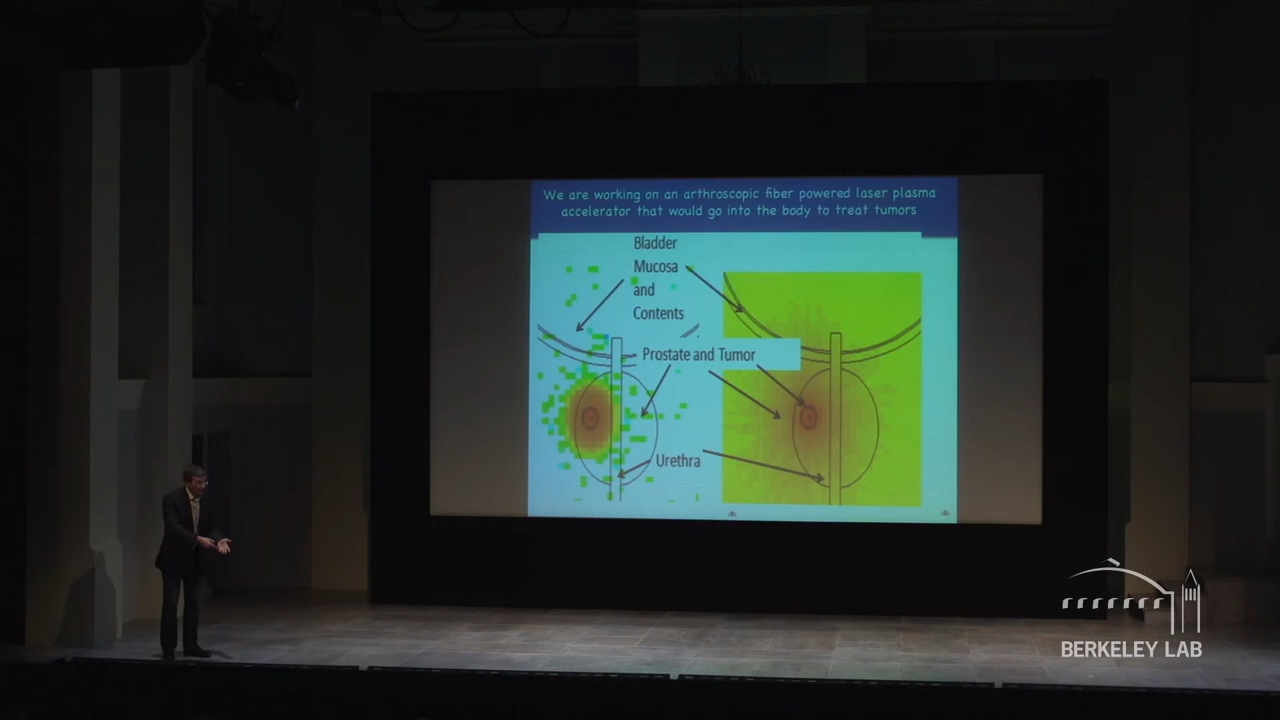 We are working on an arthroscopic fiber powered laser plasma
accelerator that would go into the body to treat tumors
Bladder
Mucosa
and
Contents
Prostate and Tumor
Urethra
BERKELEY LAB